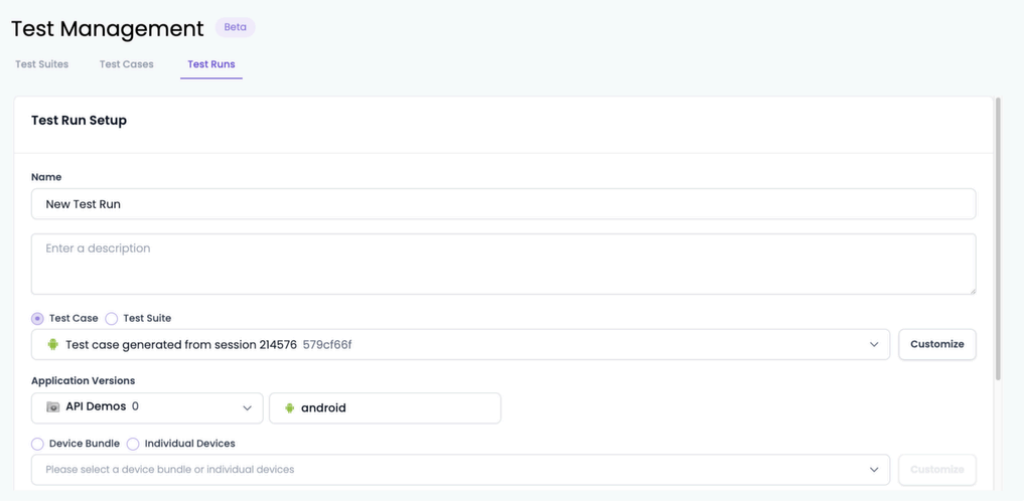 Test Management Beta
Test Suites Test Cases Test Runs
Test Run Setup
Name
New Test Run
Enter a description
Test Case Test Suite
Test case generated from session 214576 579cf66f
Customize
Application Versions
API Demos 0
android
Device Bundle Individual Devices
Please select a device bundle or individual devices
Customize